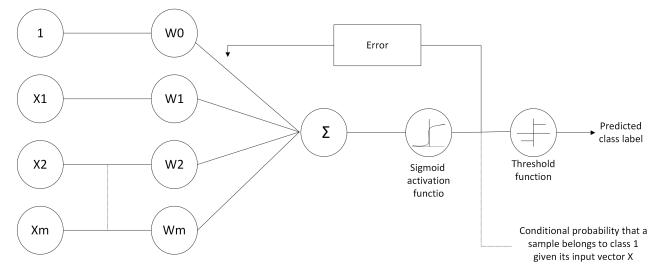 1
W0
Error
X1
W1
Σ
X2
W2
Xm
Wm
Sigmoid
activation
functio
Threshold
function
Predicted
class label
Conditional probability that a
sample belongs to class 1
given its input vector X